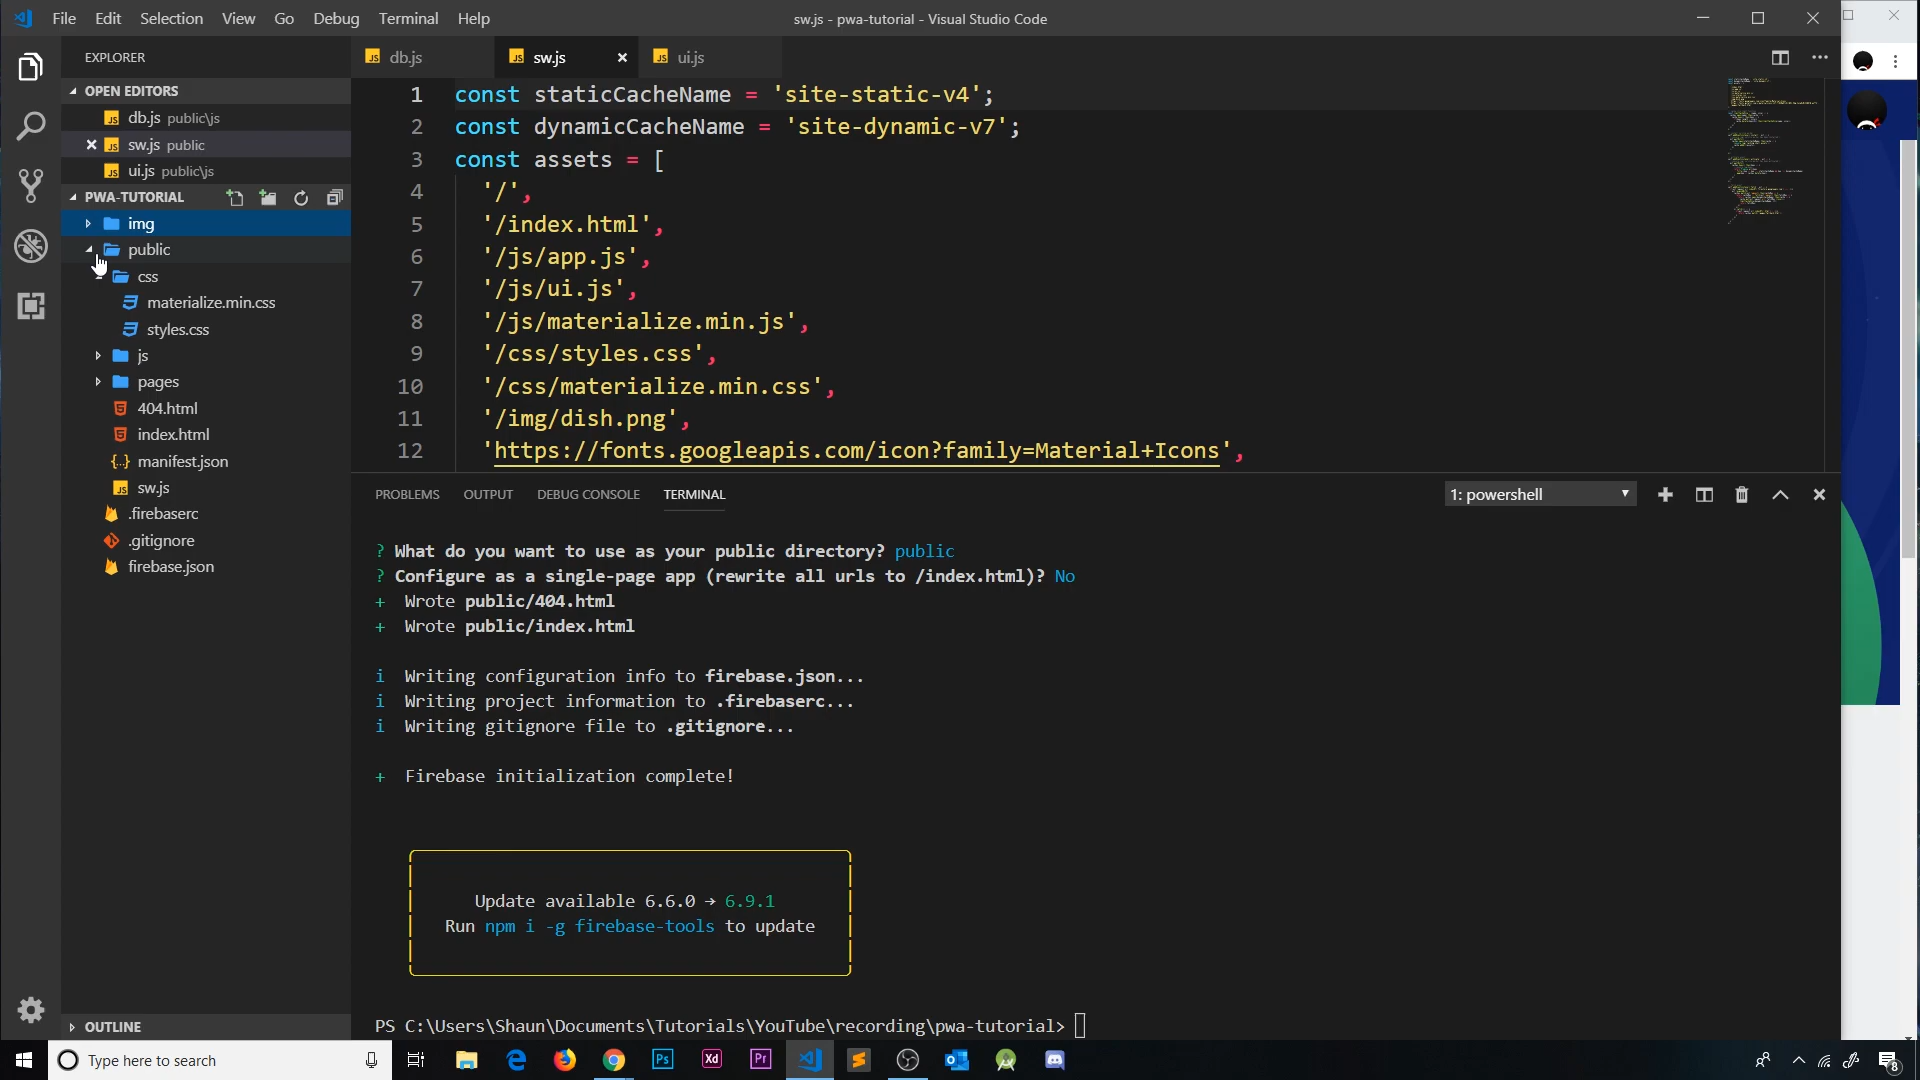 File Edit Selection View Go Debug Terminal Help
sw.js - pwa-tutorial - Visual Studio Code
EXPLORER
OPEN EDITORS
db.js public\js
sw.js public
ui.js public\js
PWA-TUTORIAL
img
public
css
materialize.min.css
styles.css
js
pages
404.html
index.html
manifest.json
sw.js
.firebaserc
.gitignore
firebase.json
OUTLINE
db.js sw.js ui.js
1 const staticCacheName = 'site-static-v4';
2 const dynamicCacheName = 'site-dynamic-v7';
3 const assets = [
4 '/',
5 '/index.html',
6 '/js/app.js',
7 '/js/ui.js',
8 '/js/materialize.min.js',
9 '/css/styles.css',
10 '/css/materialize.min.css',
11 '/img/dish.png',
12 'https://fonts.googleapis.com/icon?family=Material+Icons',
PROBLEMS OUTPUT DEBUG CONSOLE TERMINAL
1: powershell
? What do you want to use as your public directory? public
? Configure as a single-page app (rewrite all urls to /index.html)? No
+ Wrote public/404.html
+ Wrote public/index.html
i Writing configuration info to firebase.json...
i Writing project information to .firebaserc...
i Writing gitignore file to .gitignore...
+ Firebase initialization complete!
Update available 6.6.0 → 6.9.1
Run npm i -g firebase-tools to update
PS C:\Users\Shaun\Documents\Tutorials\YouTube\recording\pwa-tutorial>
Type here to search
Ps Xd Pr
8